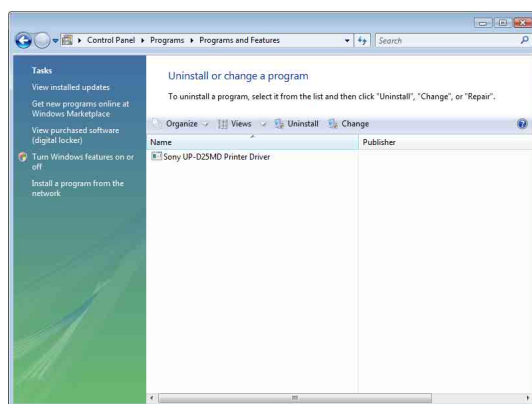 Control Panel ▸ Programs ▸ Programs and Features
Search
Tasks
View installed updates
Get new programs online at
Windows Marketplace
View purchased software
(digital locker)
Turn Windows features on or
off
Install a program from the
network
Uninstall or change a program
To uninstall a program, select it from the list and then click "Uninstall", "Change", or "Repair".
Organize Views Uninstall Change
Name Publisher
Sony UP-D25MD Printer Driver